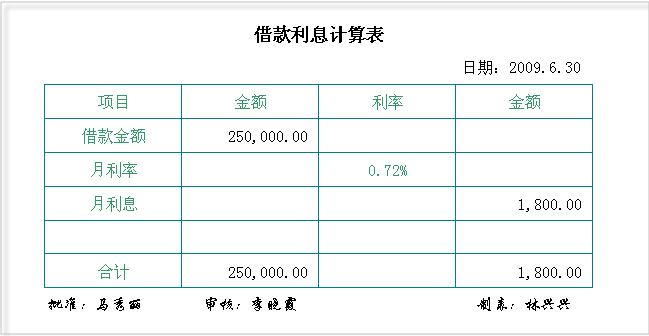 借款利息计算表
日期：2009.6.30
项目 金额 利率 金额
借款金额 250,000.00
月利率 0.72%
月利息 1,800.00
合计 250,000.00 1,800.00
批准：马秀丽 审核：李晓霞 制表：林兴兴